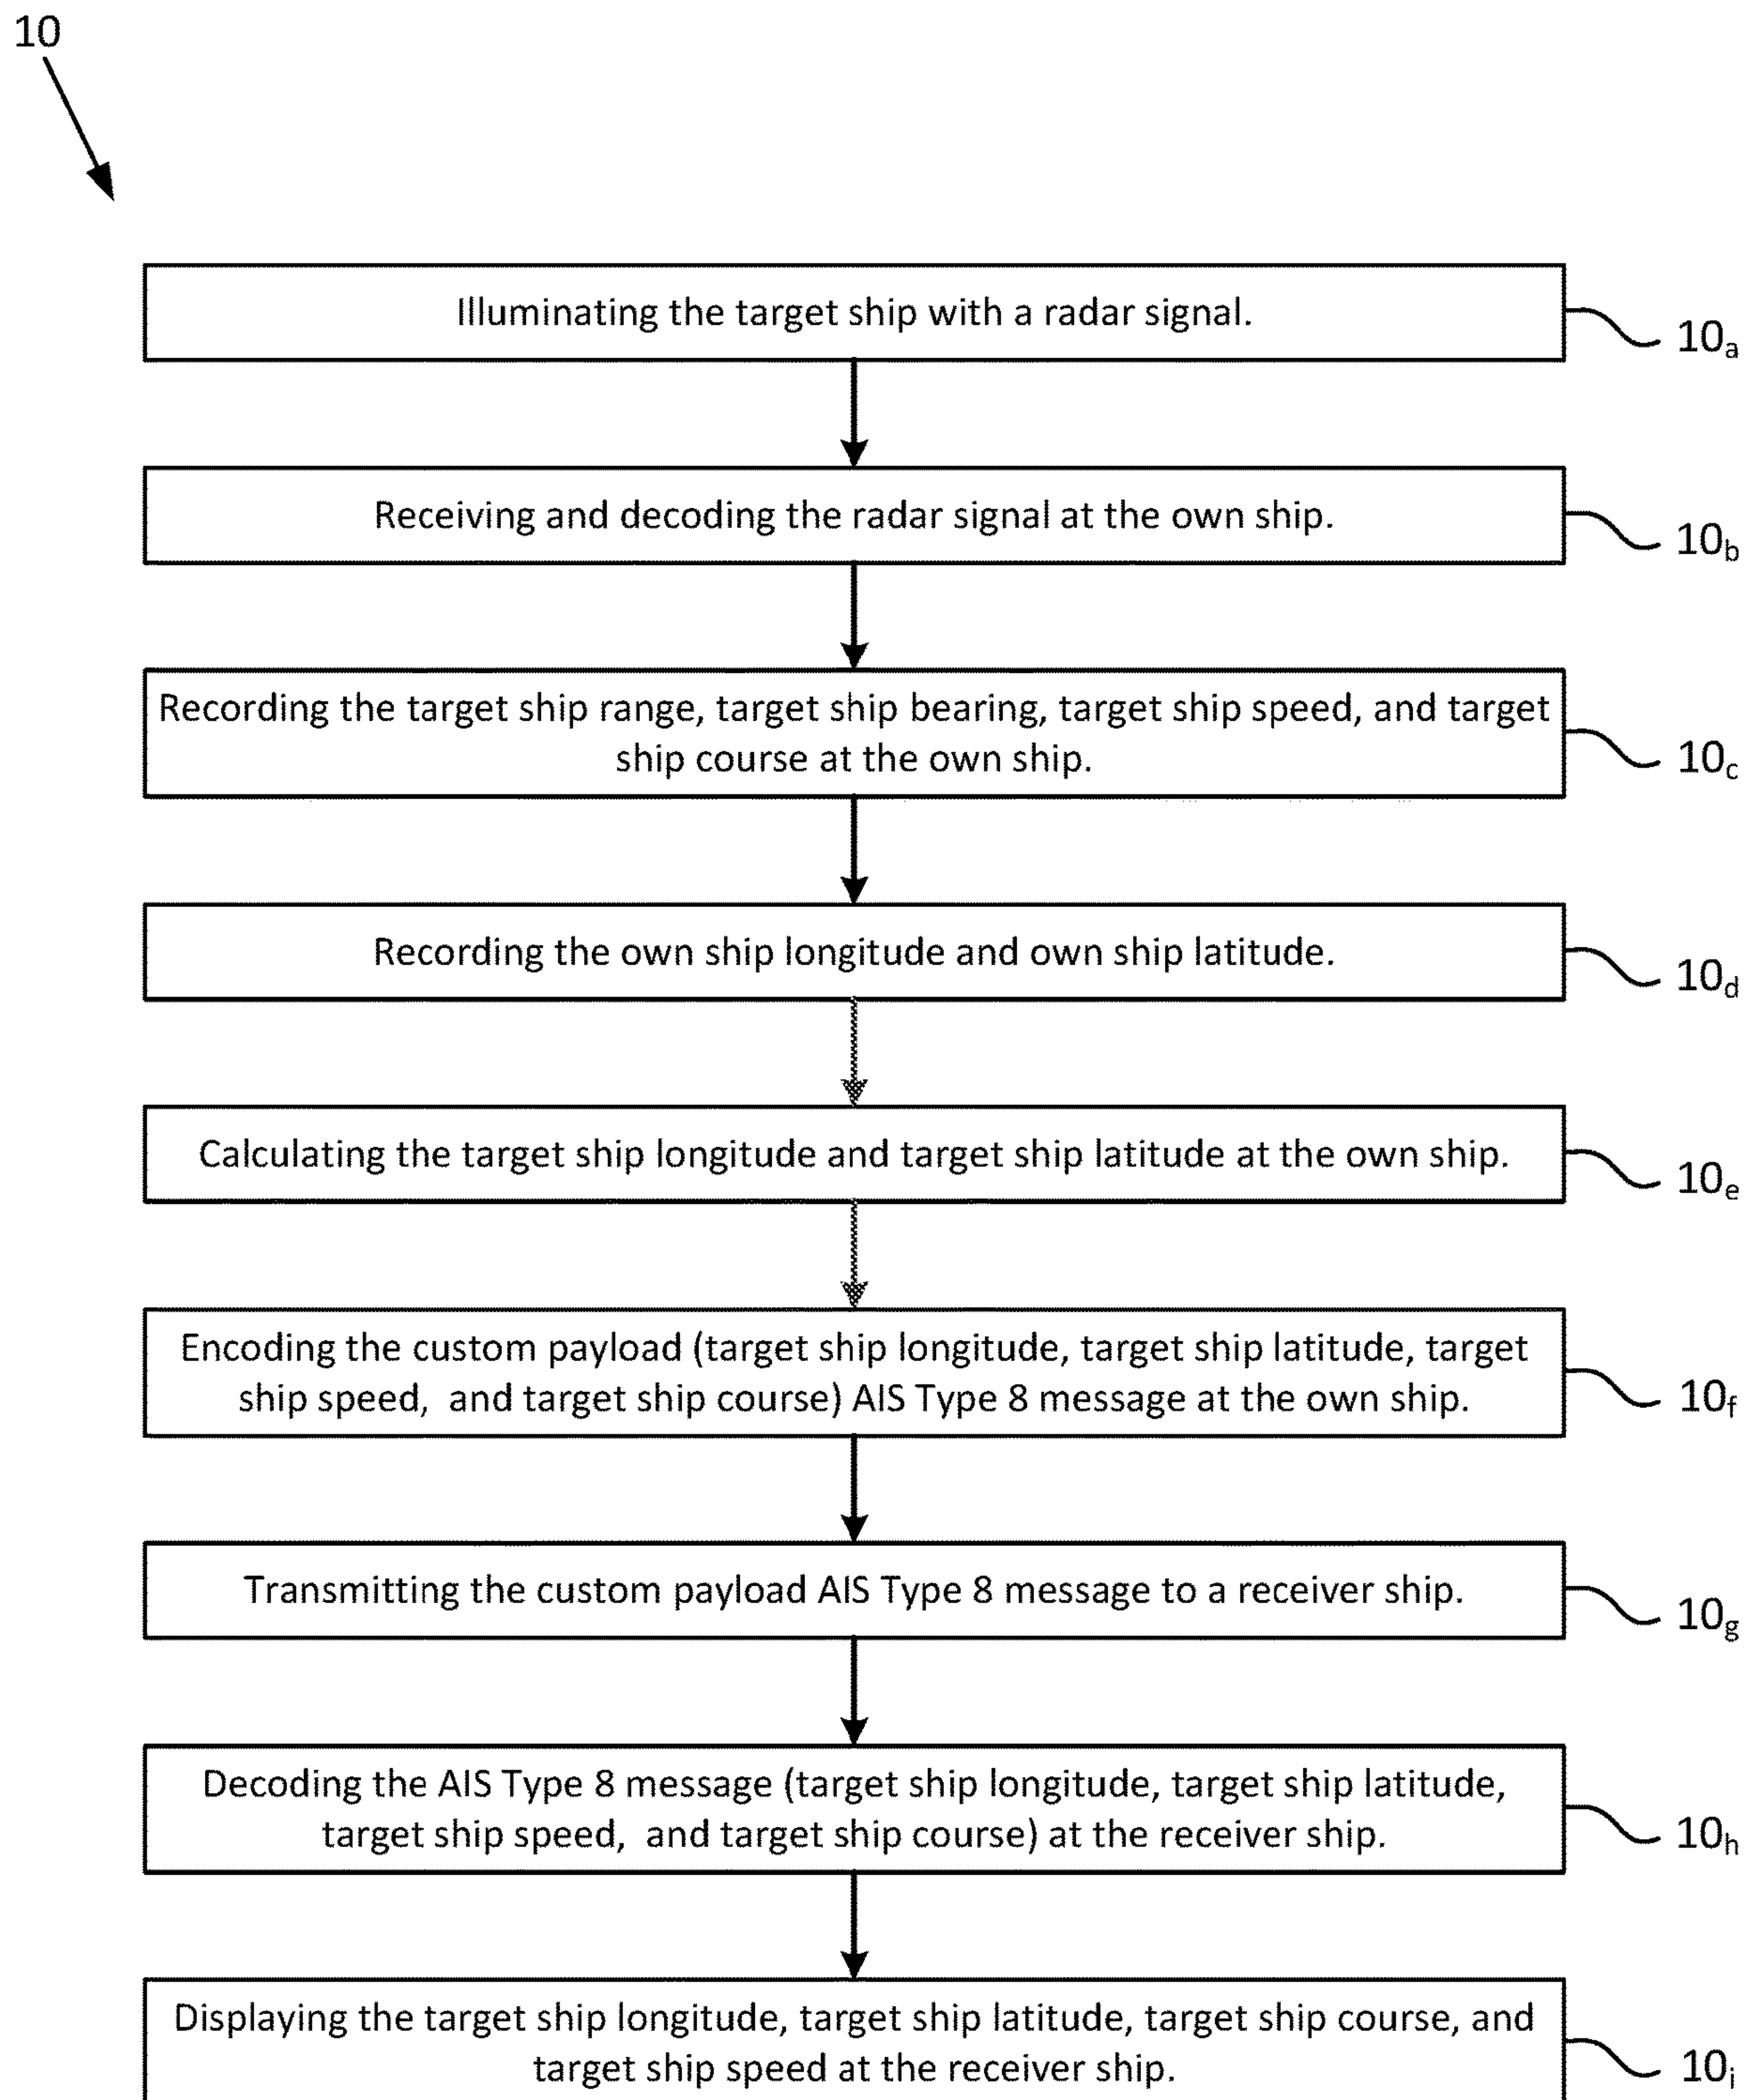 10
Illuminating the target ship with a radar signal.
10a
Receiving and decoding the radar signal at the own ship.
10b
Recording the target ship range, target ship bearing, target ship speed, and target
ship course at the own ship.
10c
Recording the own ship longitude and own ship latitude.
10d
Calculating the target ship longitude and target ship latitude at the own ship.
10e
Encoding the custom payload (target ship longitude, target ship latitude, target
ship speed,  and target ship course) AIS Type 8 message at the own ship.
10f
Transmitting the custom payload AIS Type 8 message to a receiver ship.
10g
Decoding the AIS Type 8 message (target ship longitude, target ship latitude,
target ship speed,  and target ship course) at the receiver ship.
10h
Displaying the target ship longitude, target ship latitude, target ship course, and
target ship speed at the receiver ship.
10i